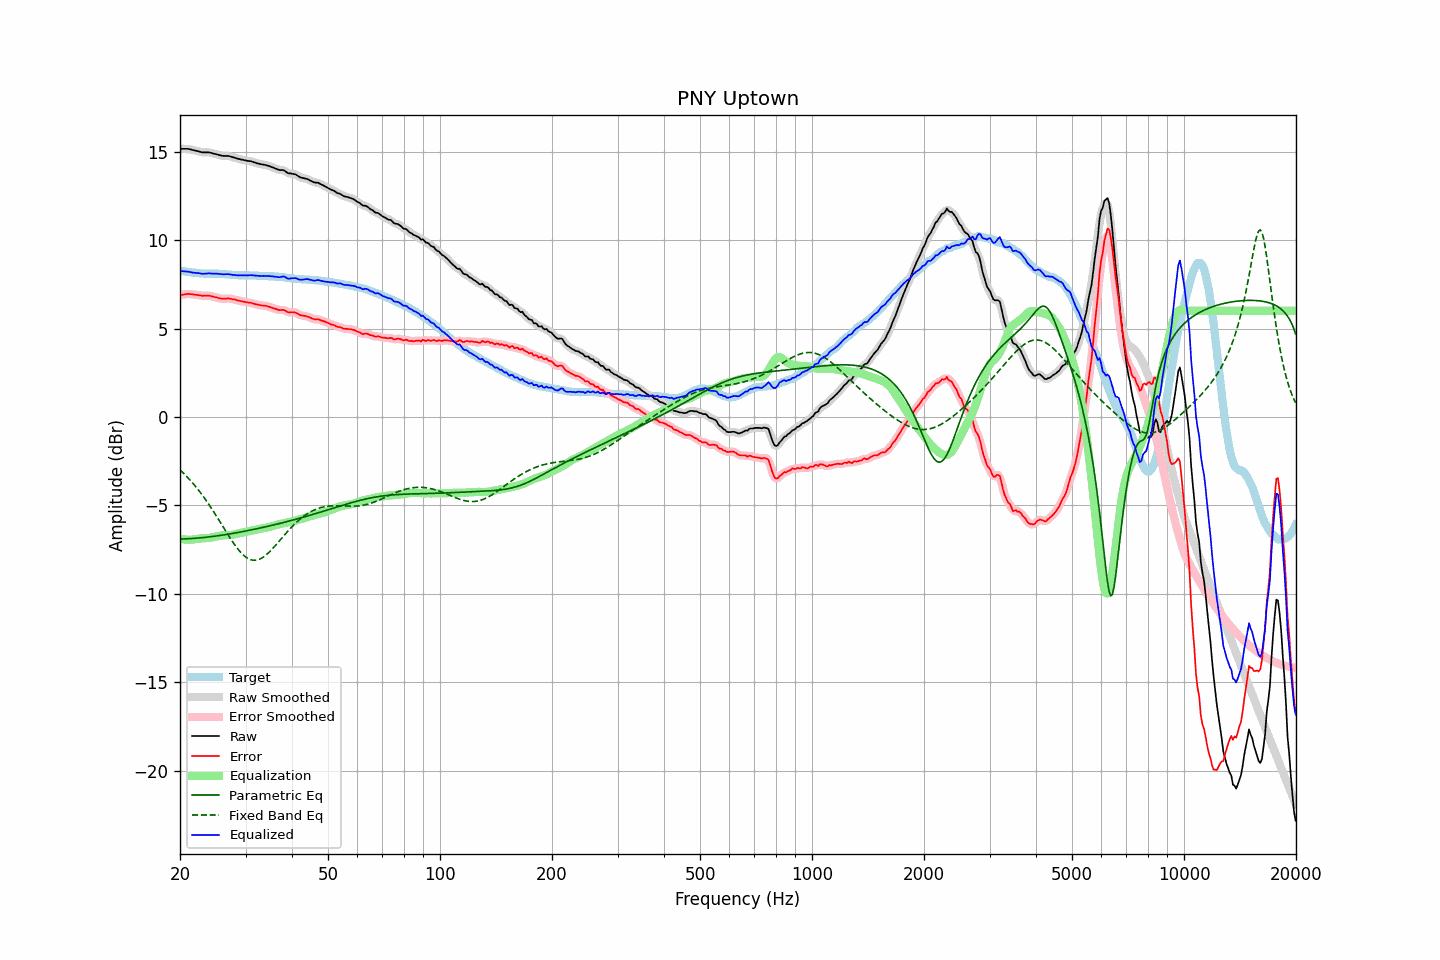 PNY Uptown
15
10
5
0
−5
−10
−15
−20
Amplitude (dBr)
Target
Raw Smoothed
Error Smoothed
Raw
Error
Equalization
Parametric Eq
Fixed Band Eq
Equalized
20 50 100 200 500 1000 2000 5000 10000 20000
Frequency (Hz)